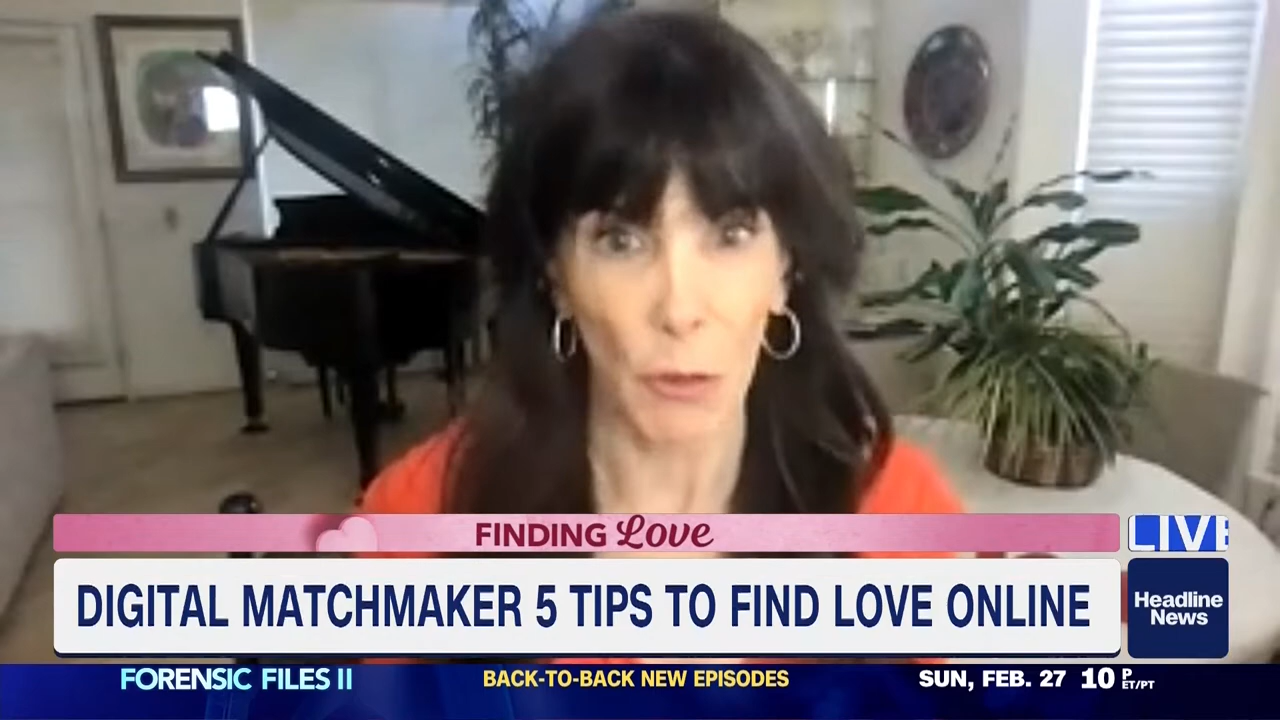 FINDING Love
LIVE
DIGITAL MATCHMAKER 5 TIPS TO FIND LOVE ONLINE
Headline
News
FORENSIC FILES II BACK-TO-BACK NEW EPISODES SUN, FEB. 27 10 P ET/PT